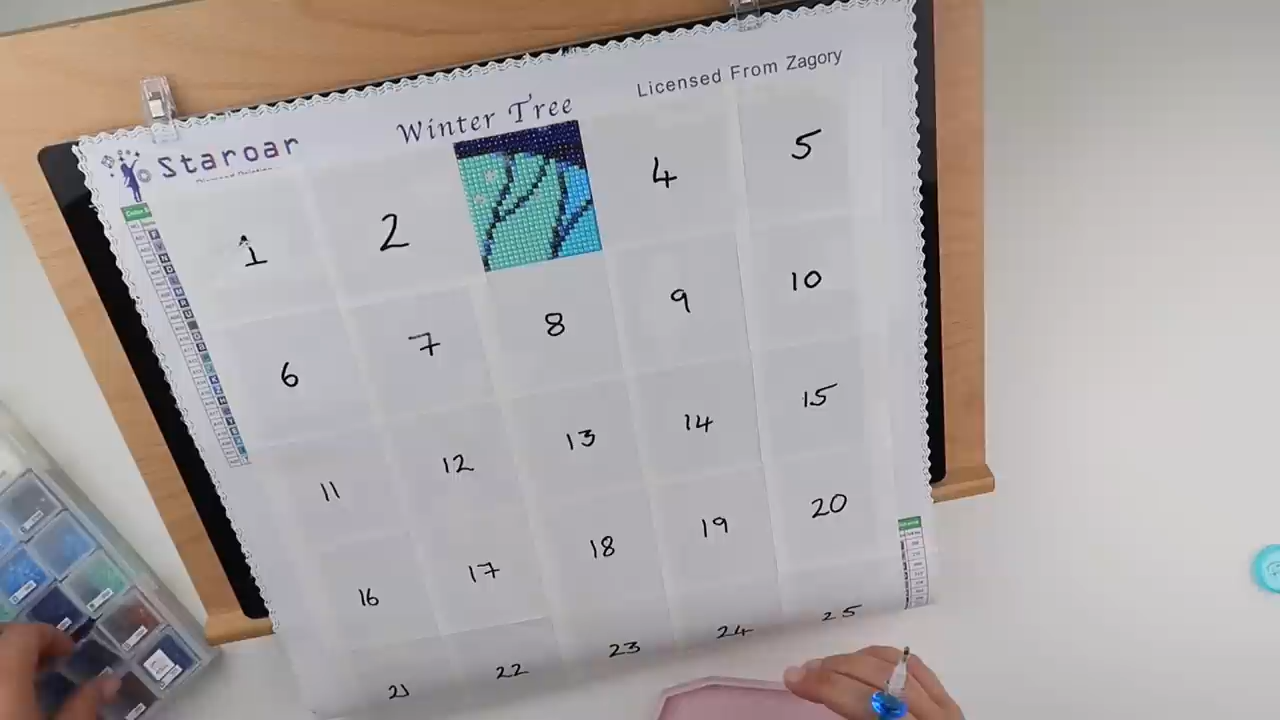 Licensed From Zagory
Winter Tree
Staroar
1 2 4 5
6 7 8 9 10
11 12 13 14 15
16 17 18 19 20
21 22 23 24 25